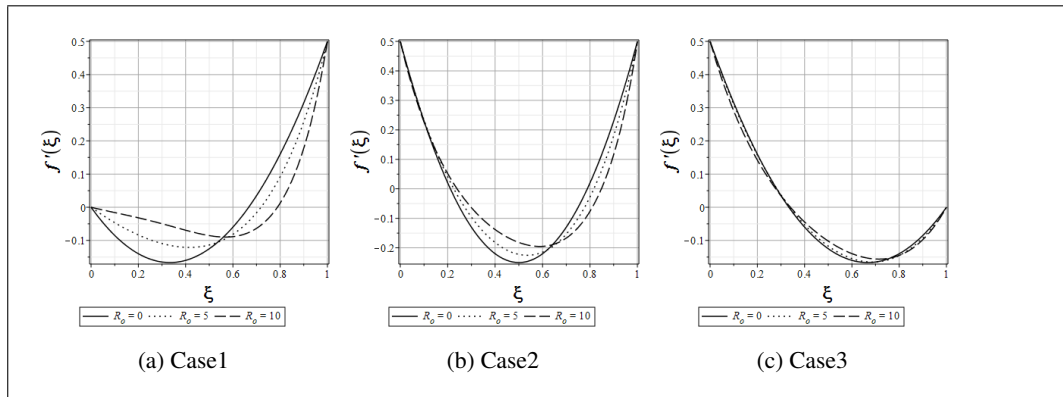 0.5
0.4
0.3
0.2
0.1
0
−0.1
f '(ξ)
0 0.2 0.4 0.6 0.8 1
ξ
R_o = 0 R_o = 5 R_o = 10
(a) Case1
0.5
0.4
0.3
0.2
0.1
0
−0.1
−0.2
f '(ξ)
0 0.2 0.4 0.6 0.8 1
ξ
R_o = 0 R_o = 5 R_o = 10
(b) Case2
0.5
0.4
0.3
0.2
0.1
0
−0.1
f '(ξ)
0 0.2 0.4 0.6 0.8 1
ξ
R_o = 0 R_o = 5 R_o = 10
(c) Case3